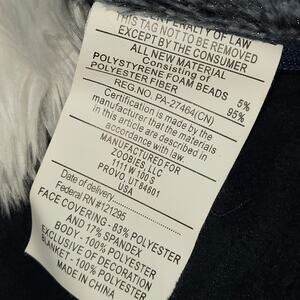 UNDER PENALTY OF LAW
THIS TAG NOT TO BE REMOVED
EXCEPT BY THE CONSUMER
ALL NEW MATERIAL
Consisting of
POLYSTYRENE FOAM BEADS 5%
POLYESTER FIBER 95%
REG.NO. PA-27464(CN)
Certification is made by the
manufacturer that the materials
in this article are described in
accordance with law.
MANUFACTURED FOR
ZOOBIES LLC
1111 W 100 S
PROVO, UT 84601
USA
Date of delivery
Federal RN #121295
FACE COVERING - 83% POLYESTER
AND 17% SPANDEX
BODY: 100% POLYESTER
EXCLUSIVE OF DECORATION
BLANKET: 100% POLYESTER
MADE IN CHINA